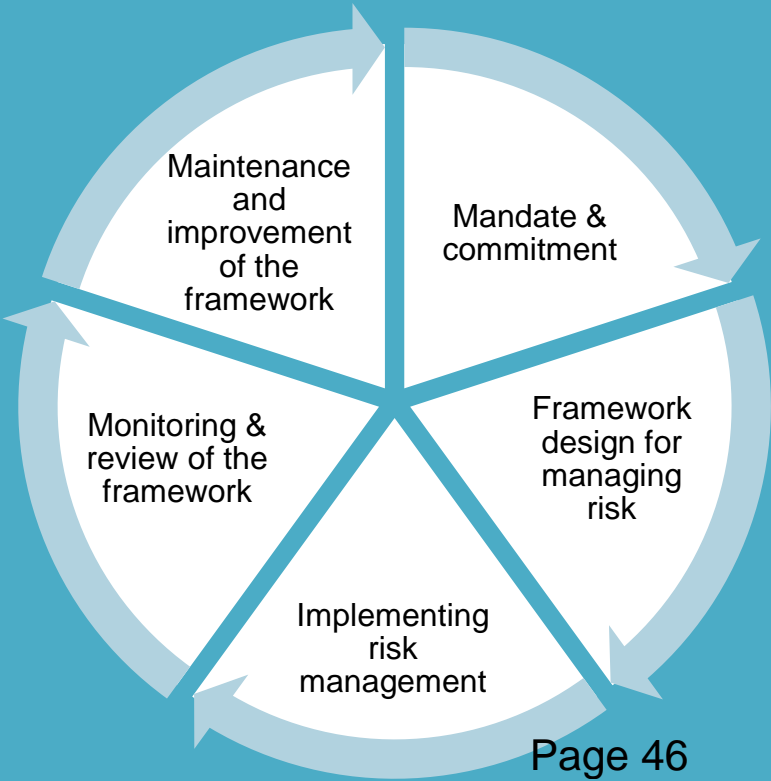 Mandate &
commitment
Framework
design for
managing
risk
Implementing
risk
management
Monitoring &
review of the
framework
Maintenance
and
improvement
of the
framework
Page 46